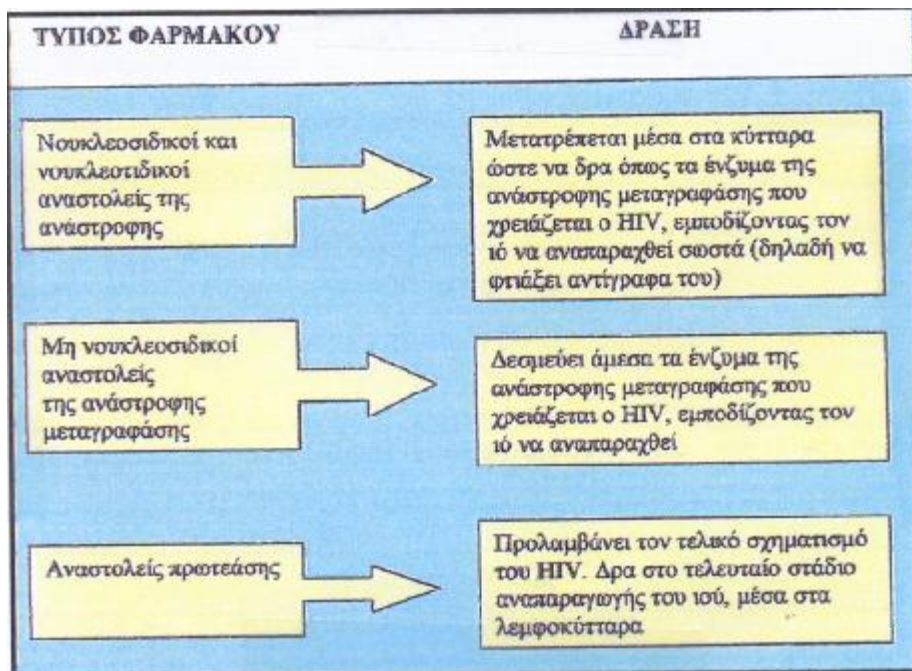 ΤΥΠΟΣ ΦΑΡΜΑΚΟΥ
ΔΡΑΣΗ
Νουκλεοσιδικοί και
νουκλεοτιδικοί
αναστολείς της
ανάστροφης
Μετατρέπεται μέσα στα κύτταρα
ώστε να δρα όπως τα ένζυμα της
ανάστροφης μεταγραφάσης που
χρειάζεται ο HIV, εμποδίζοντας τον
ιό να αναπαραχθεί σωστά (δηλαδή να
φτιάξει αντίγραφα του)
Μη νουκλεοσιδικοί
αναστολείς
της ανάστροφης
μεταγραφάσης
Δεσμεύει άμεσα τα ένζυμα της
ανάστροφης μεταγραφάσης που
χρειάζεται ο HIV, εμποδίζοντας τον
ιό να αναπαραχθεί
Αναστολείς πρωτεάσης
Προλαμβάνει τον τελικό σχηματισμό
του HIV. Δρα στο τελευταίο στάδιο
αναπαραγωγής του ιού, μέσα στα
λεμφοκύτταρα